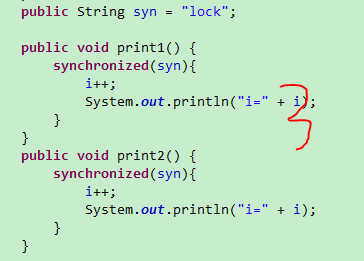 public String syn = "lock";
public void print1() {
synchronized(syn){
i++;
System.out.println("i=" + i);
}
}
public void print2() {
synchronized(syn){
i++;
System.out.println("i=" + i);
}
}